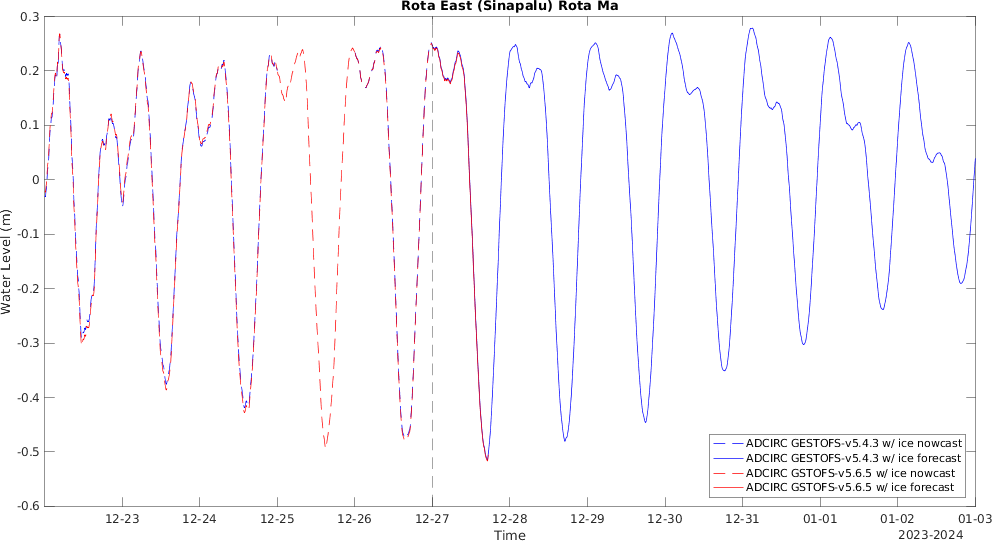 Rota East (Sinapalu) Rota Ma
Water Level (m)
0.3
0.2
0.1
0
-0.1
-0.2
-0.3
-0.4
-0.5
-0.6
12-23 12-24 12-25 12-26 12-27 12-28 12-29 12-30 12-31 01-01 01-02 01-03
Time
2023-2024
ADCIRC GESTOFS-v5.4.3 w/ ice nowcast
ADCIRC GESTOFS-v5.4.3 w/ ice forecast
ADCIRC GSTOFS-v5.6.5 w/ ice nowcast
ADCIRC GSTOFS-v5.6.5 w/ ice forecast